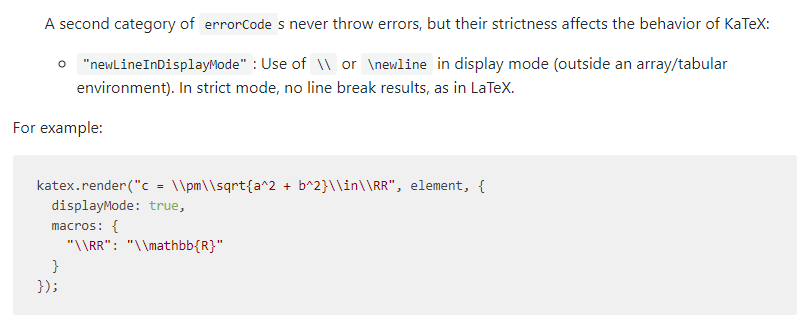 A second category of errorCode s never throw errors, but their strictness affects the behavior of KaTeX:
"newLineInDisplayMode" : Use of \\ or \newline in display mode (outside an array/tabular
environment). In strict mode, no line break results, as in LaTeX.
For example:
katex.render("c = \\pm\\sqrt{a^2 + b^2}\\in\\RR", element, {
  displayMode: true,
  macros: {
    "\\RR": "\\mathbb{R}"
  }
});